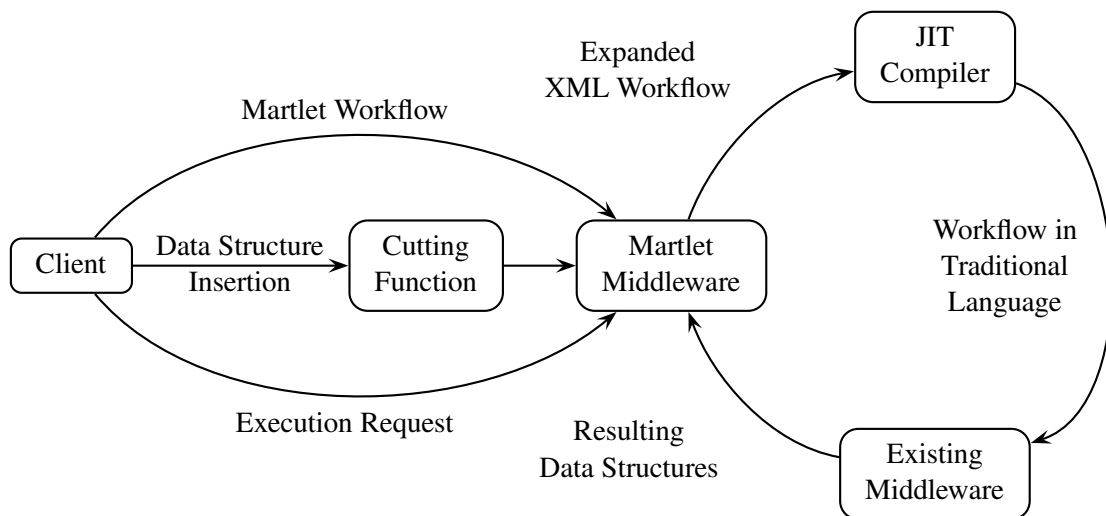 Expanded
XML Workflow
JIT
Compiler
Martlet Workflow
Client
Data Structure
Insertion
Cutting
Function
Martlet
Middleware
Workflow in
Traditional
Language
Execution Request
Resulting
Data Structures
Existing
Middleware